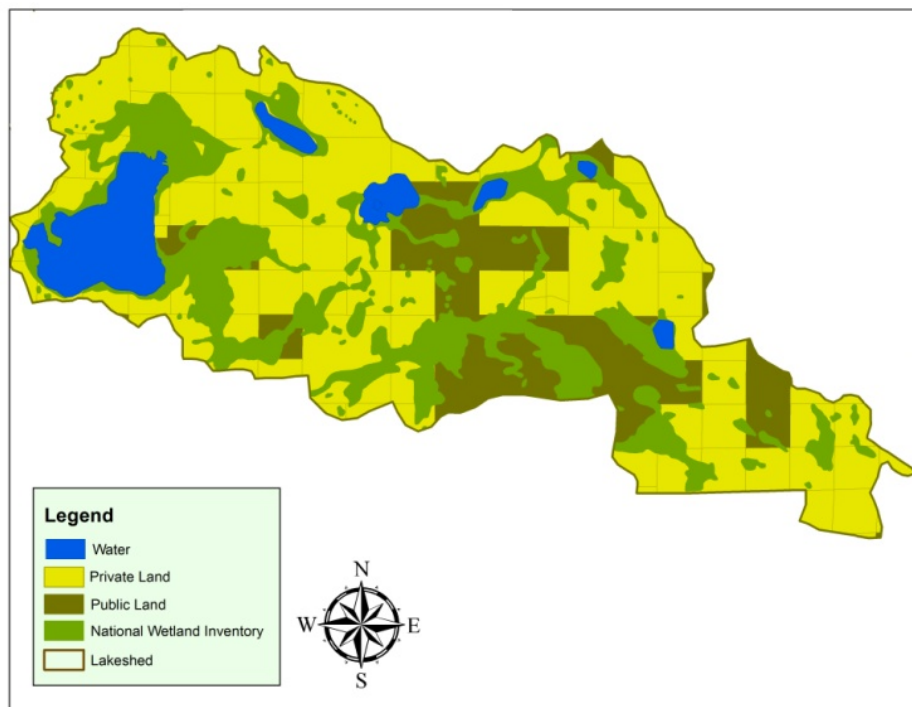 Legend
Water
Private Land
Public Land
National Wetland Inventory
Lakeshed
N
W E
S